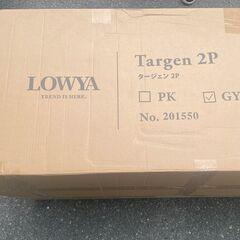 LOWYA
TREND IS HERE.
Targen 2P
タージェン 2P
PK
GY
No. 201550